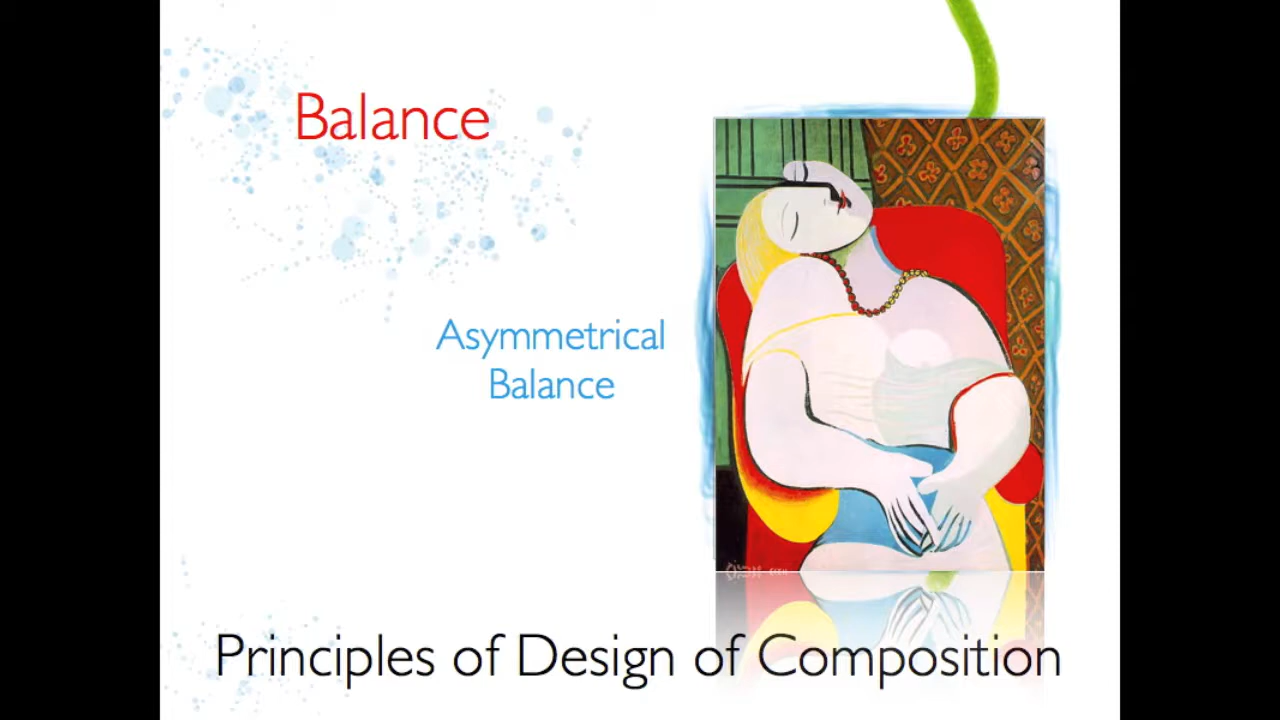 Balance
Asymmetrical
Balance
Principles of Design of Composition